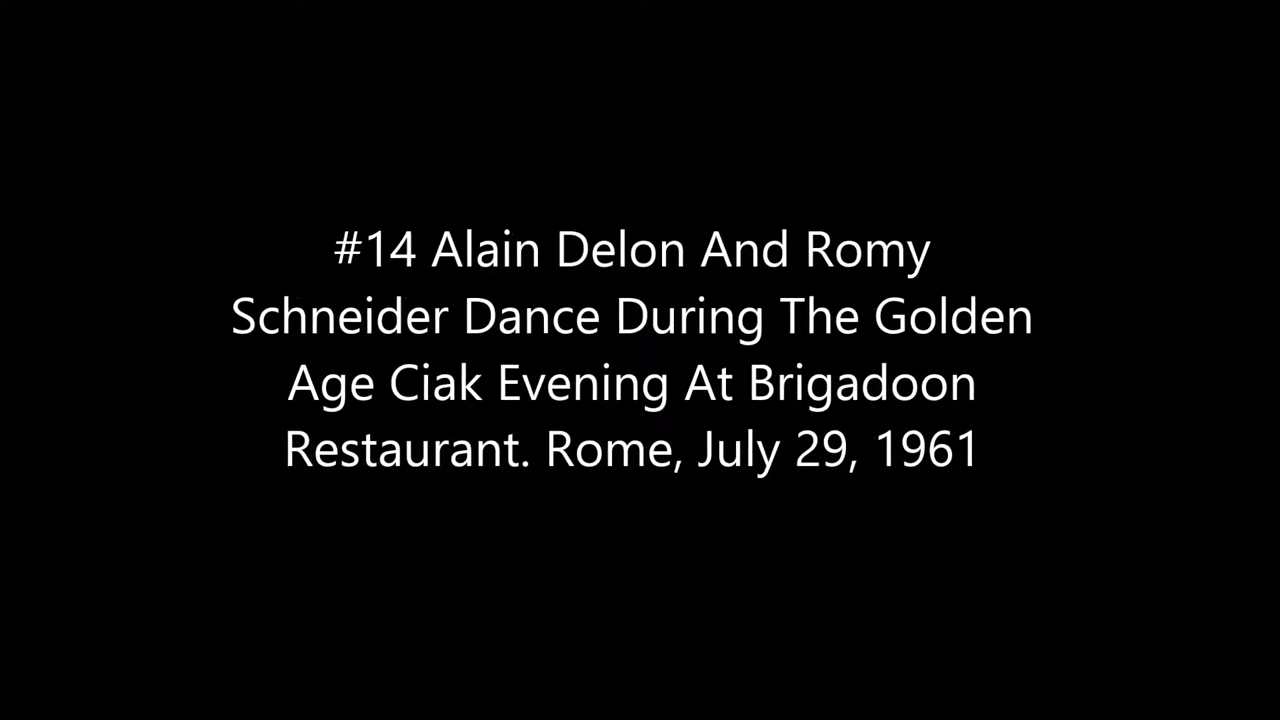 #14 Alain Delon And Romy
Schneider Dance During The Golden
Age Ciak Evening At Brigadoon
Restaurant. Rome, July 29, 1961